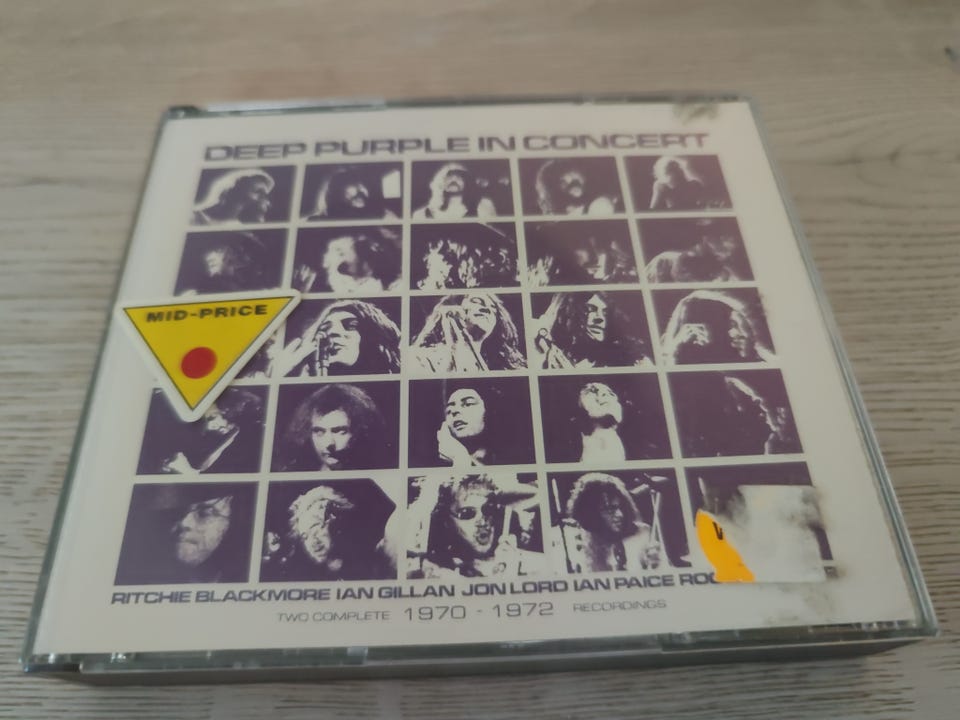 DEEP PURPLE IN CONCERT
MID-PRICE
RITCHIE BLACKMORE IAN GILLAN JON LORD IAN PAICE
TWO COMPLETE 1970 - 1972 RECORDINGS